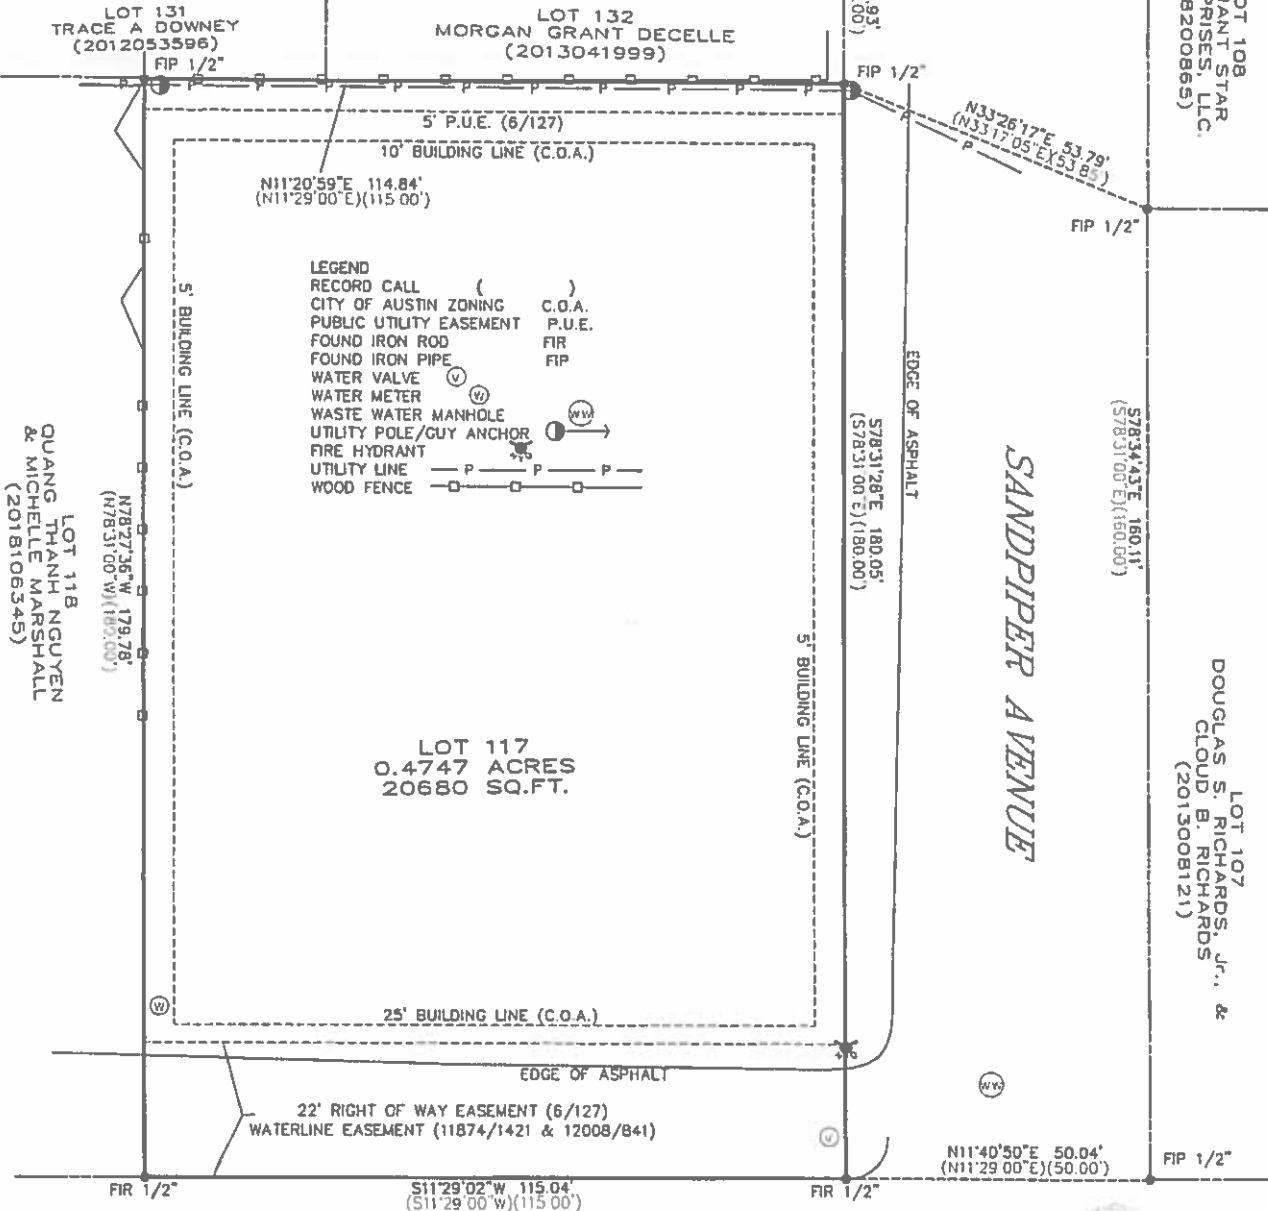 LOT 131
TRACE A DOWNEY
(2012053596)
FIP 1/2"
LOT 132
MORGAN GRANT DECELLE
(2013041999)
FIP 1/2"
LOT 108
820865)
N33°26'17"E 53.79'
(N33°17'05"E)(53.85)
FIP 1/2"
P P P P P P P P P P P
P P
5' P.U.E. (6/127)
10' BUILDING LINE (C.O.A.)
N11°20'59"E 114.84'
(N11°29'00"E)(115.00')
LEGEND
RECORD CALL ( )
CITY OF AUSTIN ZONING C.O.A.
PUBLIC UTILITY EASEMENT P.U.E.
FOUND IRON ROD FIR
FOUND IRON PIPE FIP
WATER VALVE V
WATER METER W
WASTE WATER MANHOLE WW
UTILITY POLE/GUY ANCHOR
FIRE HYDRANT
UTILITY LINE P P P
WOOD FENCE
5' BUILDING LINE (C.O.A.)
N78°27'36"W 179.78'
(N78°31'00"W)(180.00')
LOT 118
QUANG THANH NGUYEN
& MICHELLE MARSHALL
(2018106345)
EDGE OF ASPHALT
S78°31'28"E 180.05'
(S78°31'00"E)(180.00')
5' BUILDING LINE (C.O.A.)
SANDPIPER AVENUE
S78°34'43"E 160.11'
(S78°31'00"E)(160.00')
LOT 107
DOUGLAS S. RICHARDS, Jr., &
CLOUD B. RICHARDS
(2013008121)
LOT 117
0.4747 ACRES
20680 SQ.FT.
W
25' BUILDING LINE (C.O.A.)
EDGE OF ASPHALT
22' RIGHT OF WAY EASEMENT (6/127)
WATERLINE EASEMENT (11874/1421 & 12008/841)
WW
V
N11°40'50"E 50.04'
(N11°29'00"E)(50.00')
FIP 1/2"
FIR 1/2"
S11°29'02"W 115.04'
(S11°29'00"W)(115.00')
FIR 1/2"